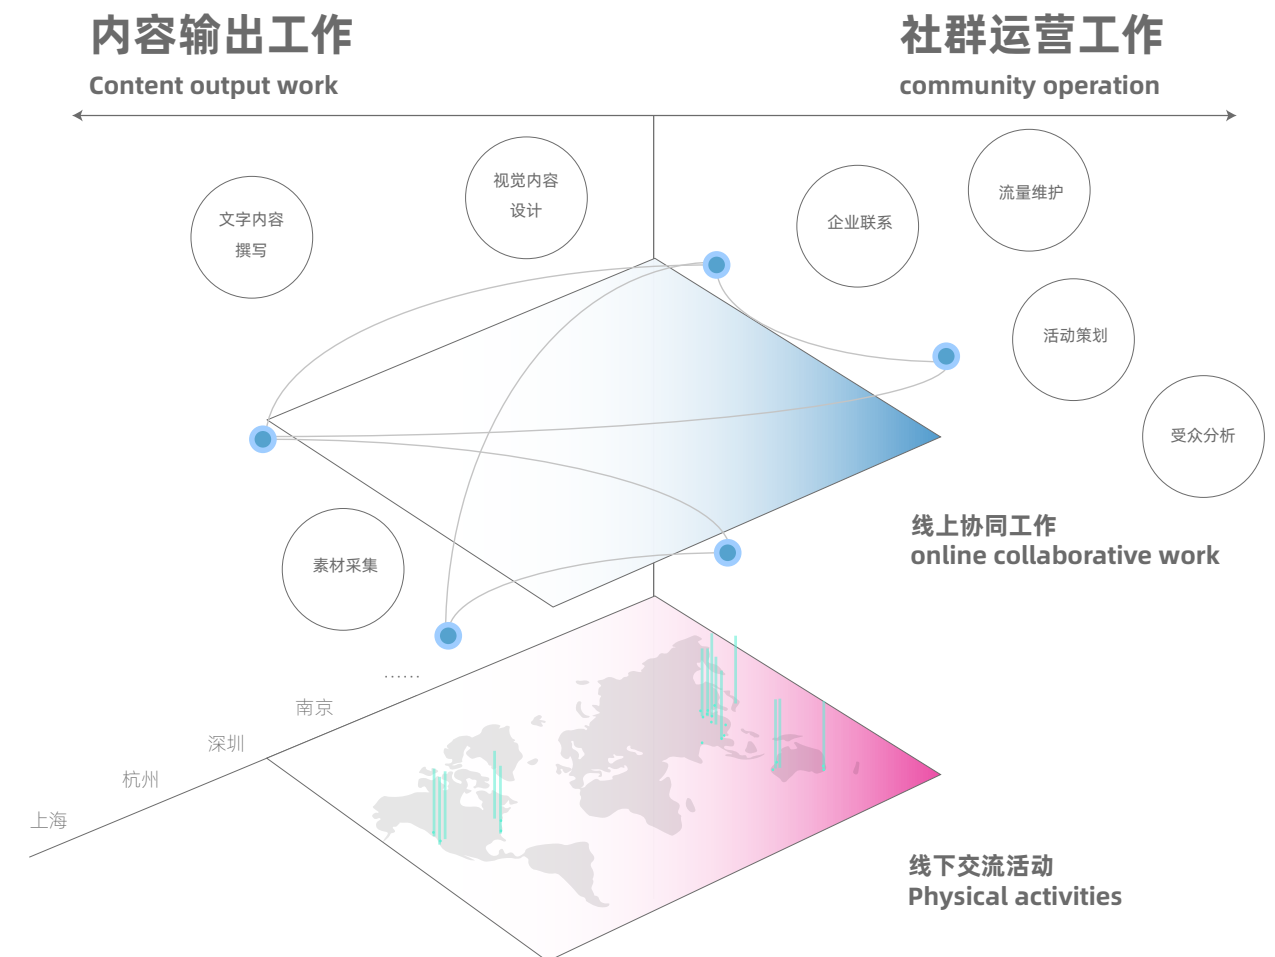 内容输出工作
Content output work
社群运营工作
community operation
文字内容
撰写
视觉内容
设计
企业联系
流量维护
活动策划
受众分析
线上协同工作
online collaborative work
素材采集
......
南京
深圳
杭州
上海
线下交流活动
Physical activities